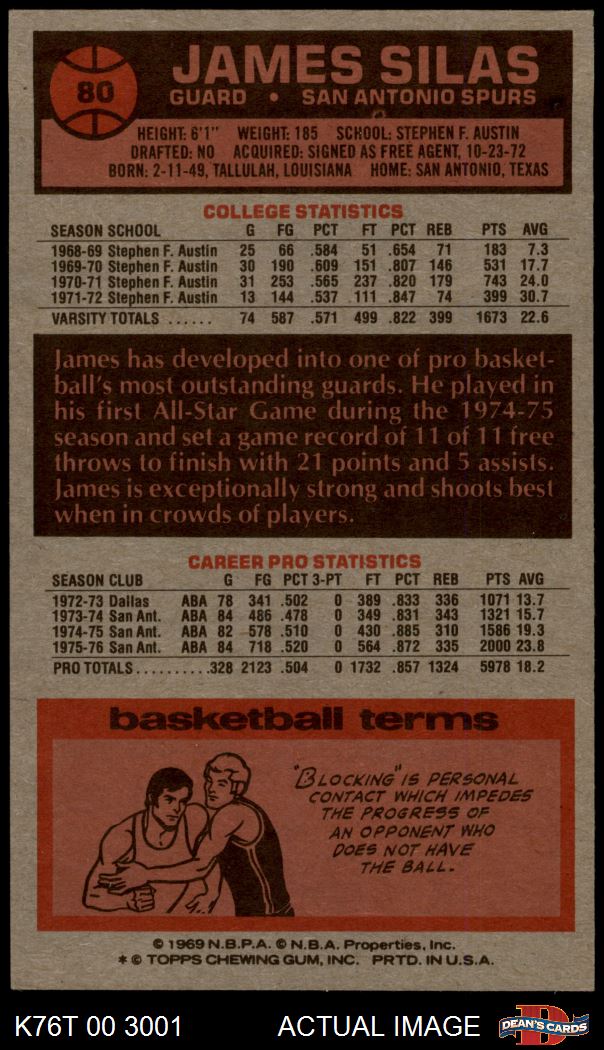 80
JAMES SILAS
GUARD • SAN ANTONIO SPURS
HEIGHT: 6'1" WEIGHT: 185 SCHOOL: STEPHEN F. AUSTIN
DRAFTED: NO ACQUIRED: SIGNED AS FREE AGENT, 10-23-72
BORN: 2-11-49, TALLULAH, LOUISIANA HOME: SAN ANTONIO, TEXAS
COLLEGE STATISTICS
SEASON SCHOOL G FG PCT FT PCT REB PTS AVG
1968-69 Stephen F. Austin 25 66 .584 51 .654 71 183 7.3
1969-70 Stephen F. Austin 30 190 .609 151 .807 146 531 17.7
1970-71 Stephen F. Austin 31 253 .565 237 .820 179 743 24.0
1971-72 Stephen F. Austin 13 144 .537 111 .847 74 399 30.7
VARSITY TOTALS ...... 74 587 .571 499 .822 399 1673 22.6
James has developed into one of pro basket-
ball's most outstanding guards. He played in
his first All-Star Game during the 1974-75
season and set a game record of 11 of 11 free
throws to finish with 21 points and 5 assists.
James is exceptionally strong and shoots best
when in crowds of players.
CAREER PRO STATISTICS
SEASON CLUB G FG PCT 3-PT FT PCT REB PTS AVG
1972-73 Dallas ABA 78 341 .502 0 389 .833 336 1071 13.7
1973-74 San Ant. ABA 84 486 .478 0 349 .831 343 1321 15.7
1974-75 San Ant. ABA 82 578 .510 0 430 .885 310 1586 19.3
1975-76 San Ant. ABA 84 718 .520 0 564 .872 335 2000 23.8
PRO TOTALS.......... 328 2123 .504 0 1732 .857 1324 5978 18.2
basketball terms
"BLOCKING" IS PERSONAL
CONTACT WHICH IMPEDES
THE PROGRESS OF
AN OPPONENT WHO
DOES NOT HAVE
THE BALL.
© 1969 N.B.P.A. © N.B.A. Properties, Inc.
* © TOPPS CHEWING GUM, INC. PRTD. IN U.S.A.
K76T 00 3001 ACTUAL IMAGE
D
DEAN'S CARDS